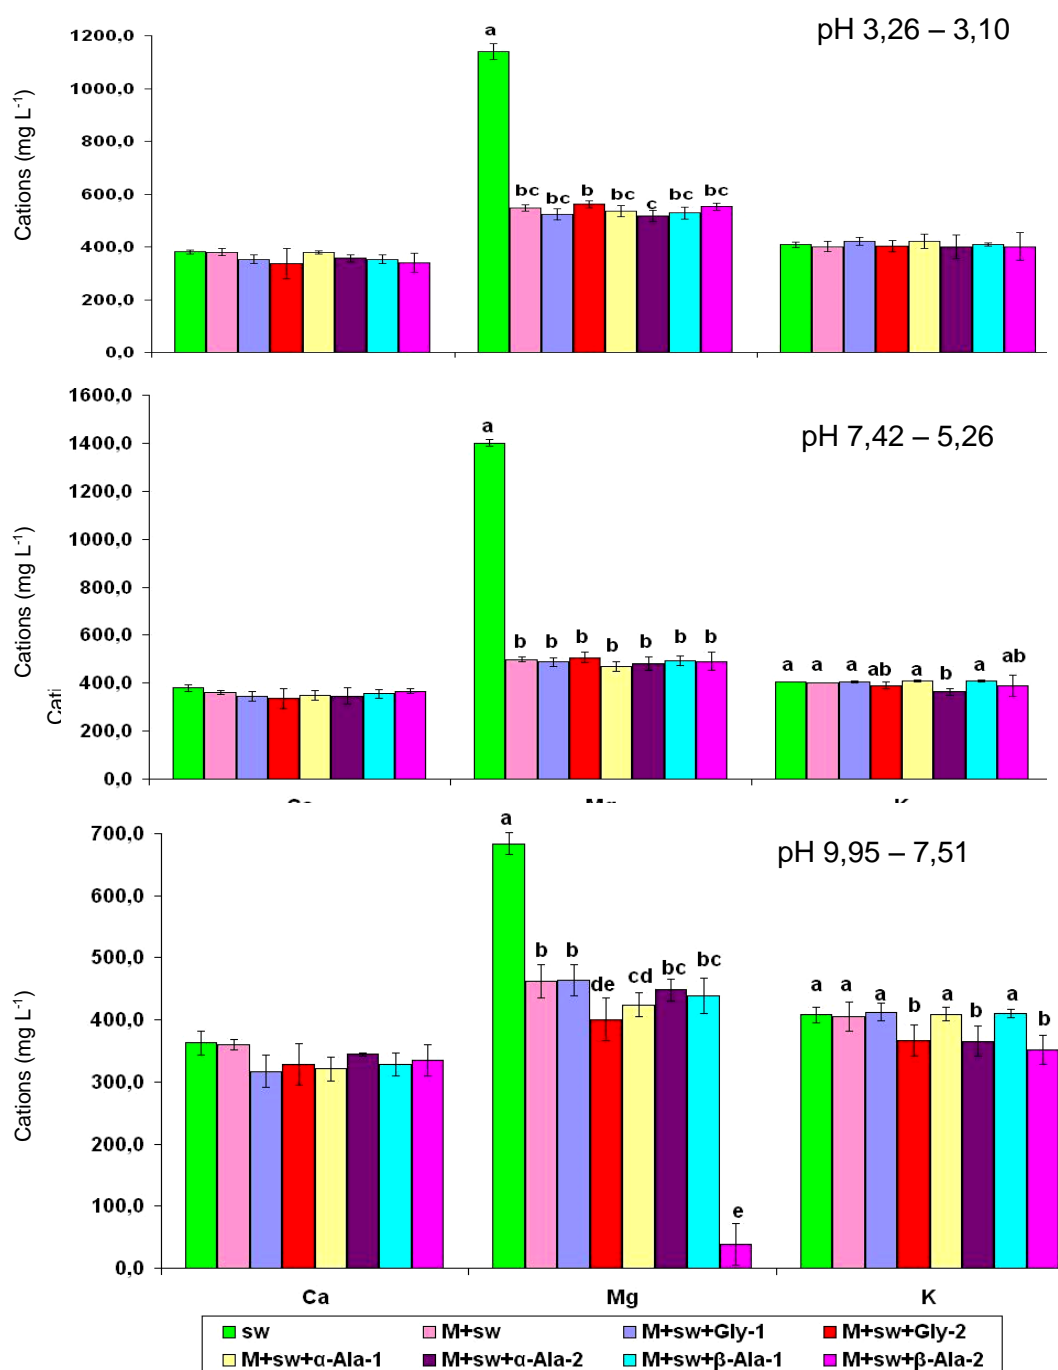 pH 3,26 – 3,10
Cations (mg L-1)
1200,0
1000,0
800,0
600,0
400,0
200,0
0,0
a
bc
bc
b
bc
c
bc
bc
pH 7,42 – 5,26
Cations (mg L-1)
Cati
1600,0
1400,0
1200,0
1000,0
800,0
600,0
400,0
200,0
0,0
a
b
b
b
b
b
b
b
a
a
a
ab
a
b
a
ab
Mg
K
pH 9,95 – 7,51
Cations (mg L-1)
700,0
600,0
500,0
400,0
300,0
200,0
100,0
0,0
a
b
b
de
cd
bc
bc
e
a
a
a
b
a
b
a
b
Ca
Mg
K
sw
M+sw
M+sw+Gly-1
M+sw+Gly-2
M+sw+α-Ala-1
M+sw+α-Ala-2
M+sw+β-Ala-1
M+sw+β-Ala-2